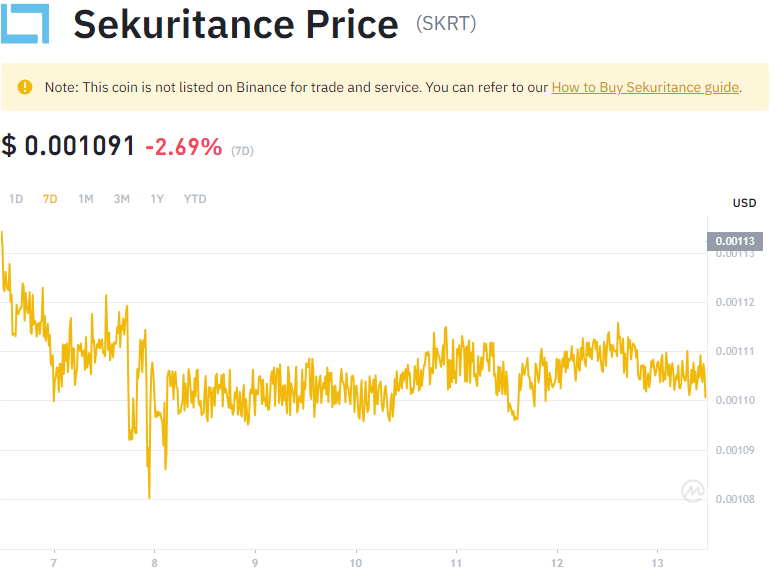 Sekuritance Price (SKRT)
Note: This coin is not listed on Binance for trade and service. You can refer to our How to Buy Sekuritance guide.
$ 0.001091 -2.69% (7D)
1D 7D 1M 3M 1Y YTD
USD
0.00113
0.00113
0.00112
0.00111
0.00110
0.00109
0.00108
7 8 9 10 11 12 13